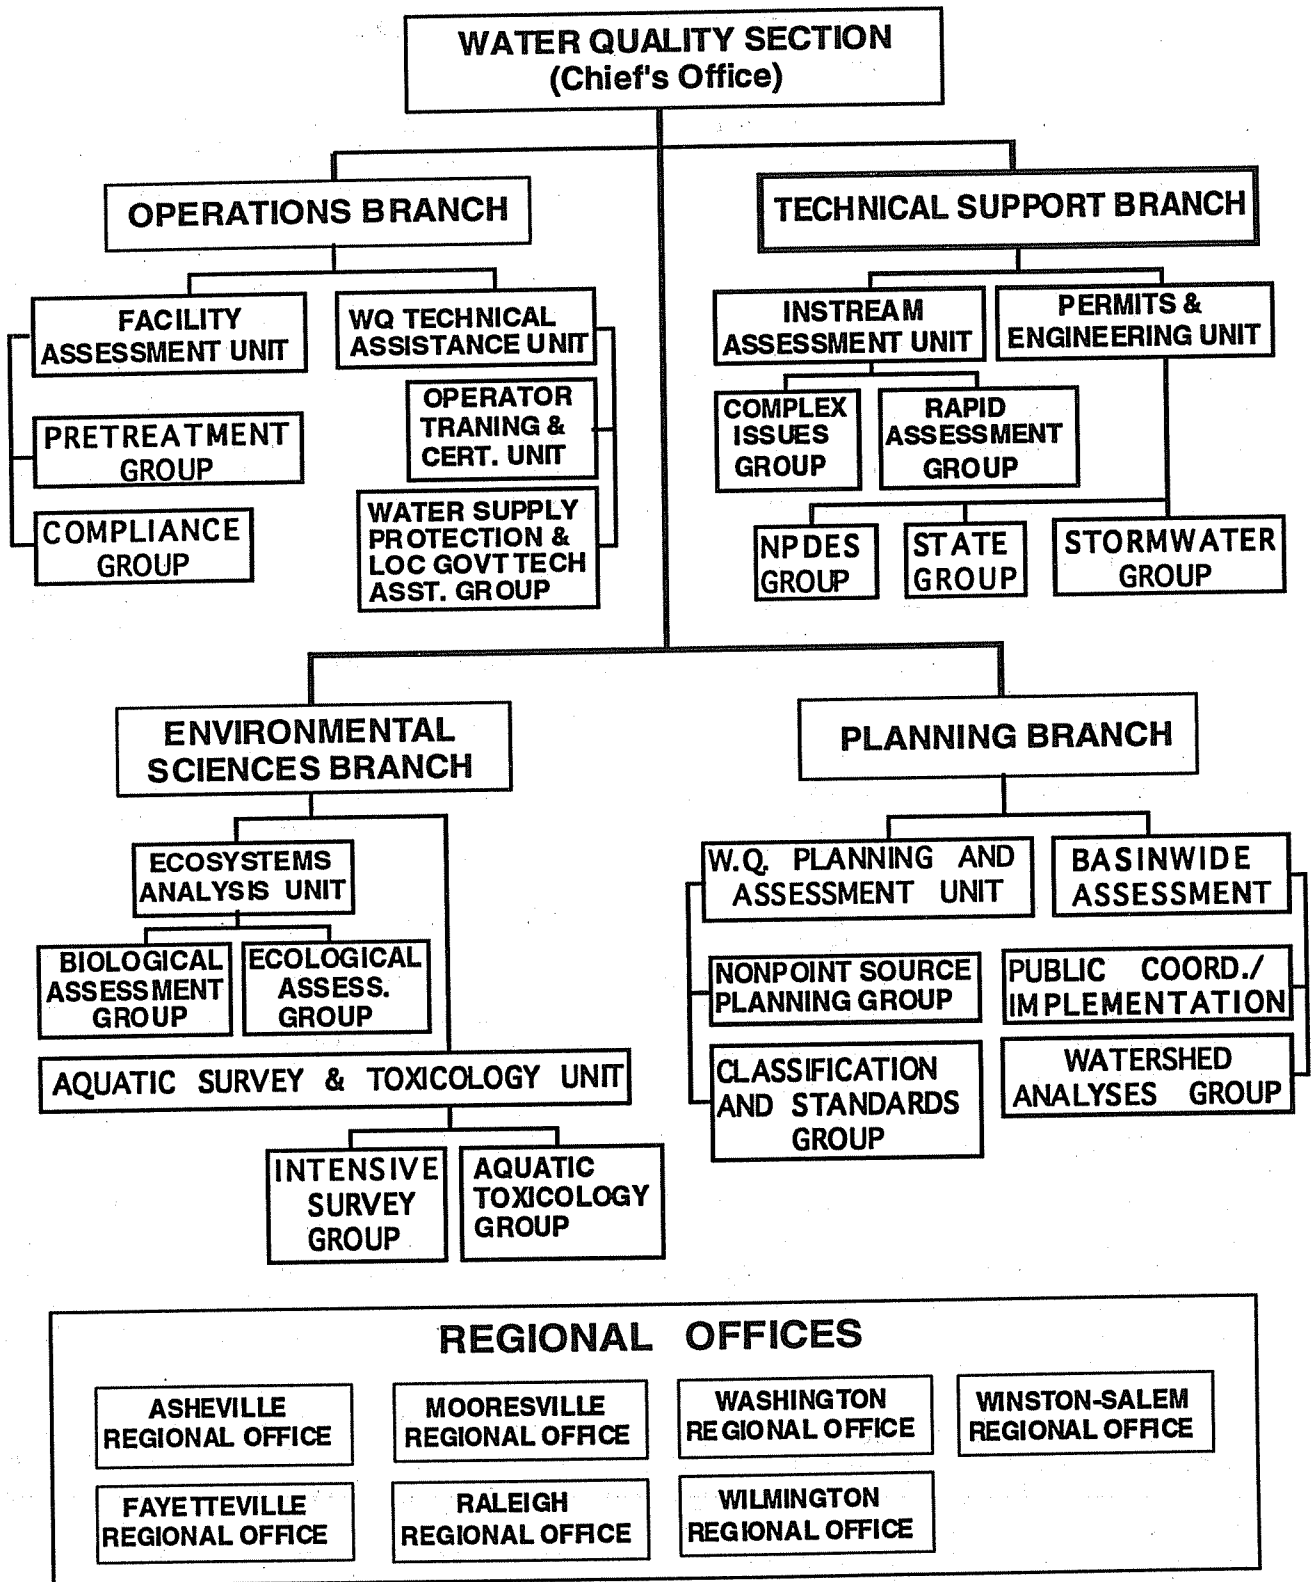 WATER QUALITY SECTION
(Chief's Office)
OPERATIONS BRANCH
TECHNICAL SUPPORT BRANCH
FACILITY
ASSESSMENT UNIT
WQ TECHNICAL
ASSISTANCE UNIT
PRETREATMENT
GROUP
COMPLIANCE
GROUP
OPERATOR
TRANING &
CERT. UNIT
WATER SUPPLY
PROTECTION &
LOC GOVT TECH
ASST. GROUP
INSTREAM
ASSESSMENT UNIT
PERMITS &
ENGINEERING UNIT
COMPLEX
ISSUES
GROUP
RAPID
ASSESSMENT
GROUP
NPDES
GROUP
STATE
GROUP
STORMWATER
GROUP
ENVIRONMENTAL
SCIENCES BRANCH
PLANNING BRANCH
ECOSYSTEMS
ANALYSIS UNIT
BIOLOGICAL
ASSESSMENT
GROUP
ECOLOGICAL
ASSESS.
GROUP
AQUATIC SURVEY & TOXICOLOGY UNIT
INTENSIVE
SURVEY
GROUP
AQUATIC
TOXICOLOGY
GROUP
W.Q. PLANNING AND
ASSESSMENT UNIT
BASINWIDE
ASSESSMENT
NONPOINT SOURCE
PLANNING GROUP
PUBLIC COORD./
IMPLEMENTATION
CLASSIFICATION
AND STANDARDS
GROUP
WATERSHED
ANALYSES GROUP
REGIONAL OFFICES
ASHEVILLE
REGIONAL OFFICE
MOORESVILLE
REGIONAL OFFICE
WASHINGTON
REGIONAL OFFICE
WINSTON-SALEM
REGIONAL OFFICE
FAYETTEVILLE
REGIONAL OFFICE
RALEIGH
REGIONAL OFFICE
WILMINGTON
REGIONAL OFFICE